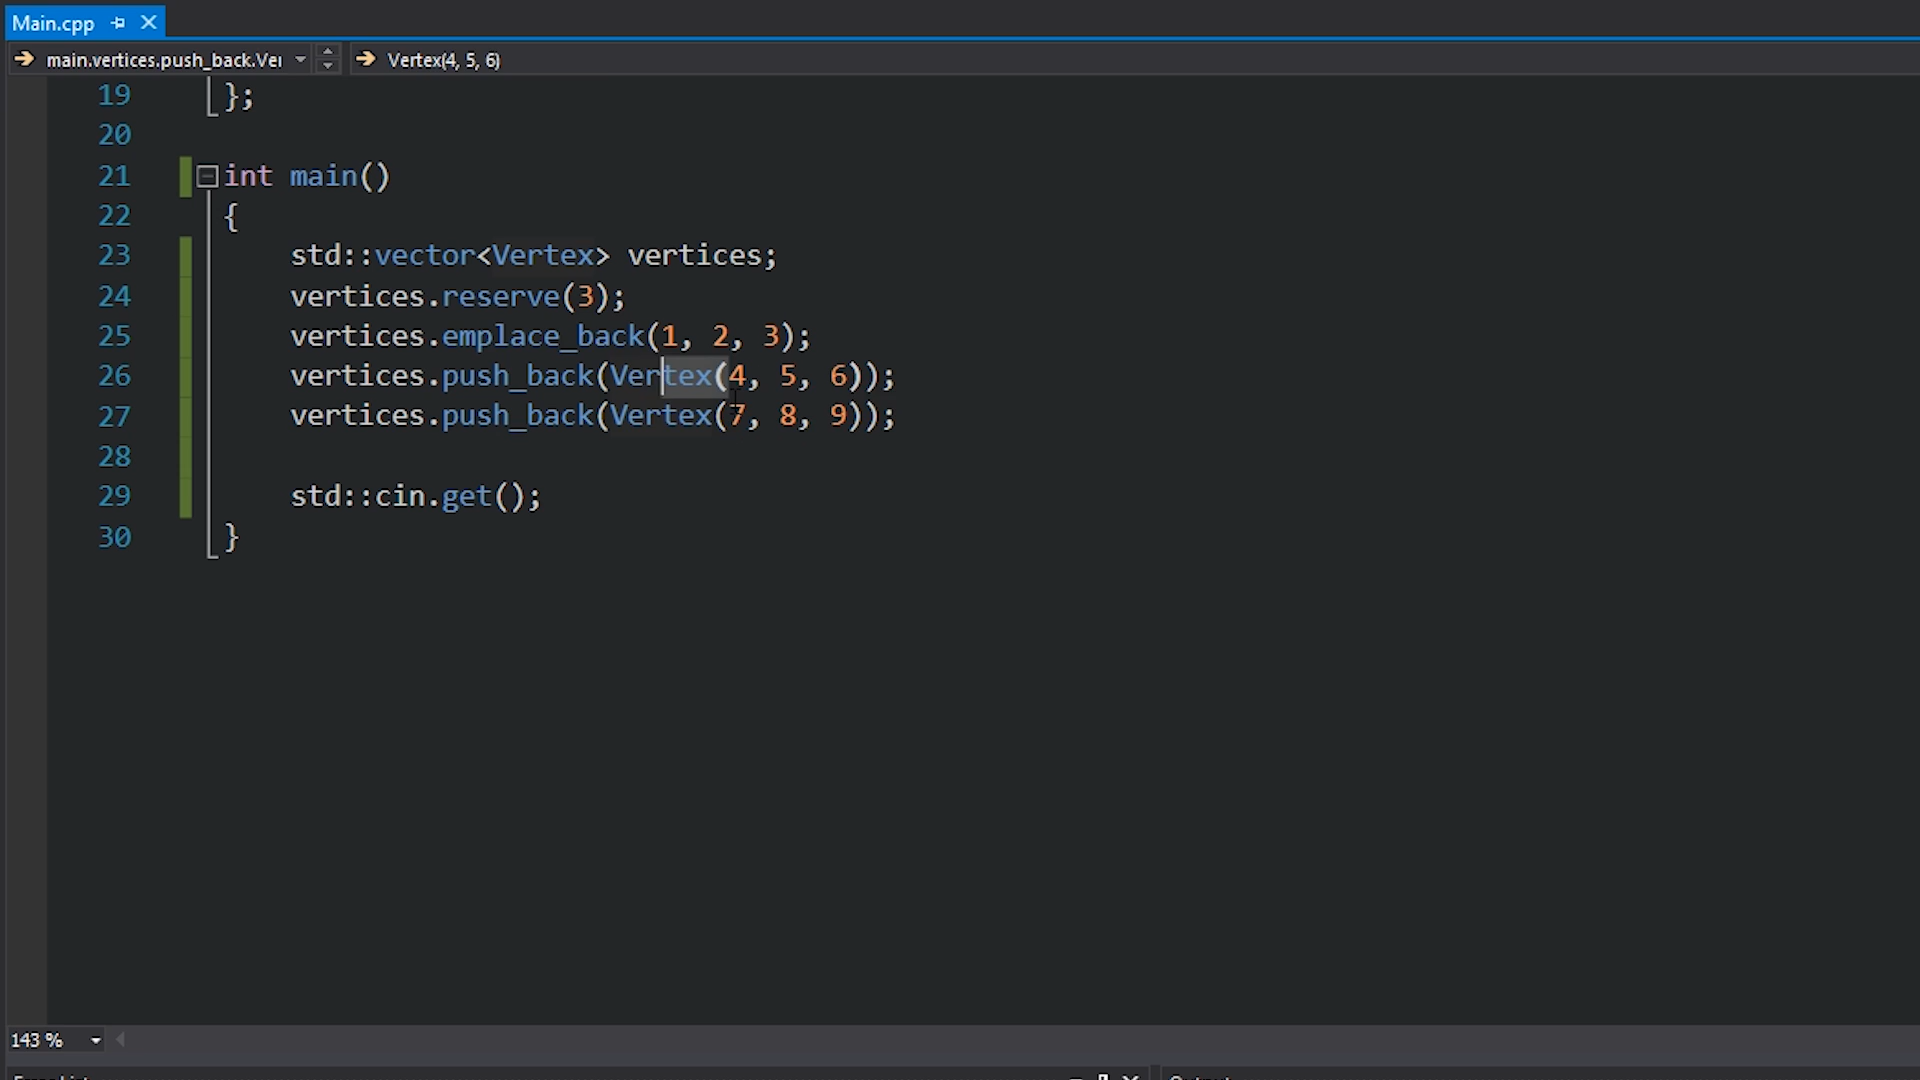 Main.cpp
main.vertices.push_back.Ver Vertex(4, 5, 6)
19 };
20
21 int main()
22 {
23 std::vector<Vertex> vertices;
24 vertices.reserve(3);
25 vertices.emplace_back(1, 2, 3);
26 vertices.push_back(Vertex(4, 5, 6));
27 vertices.push_back(Vertex(7, 8, 9));
28
29 std::cin.get();
30 }
143 %